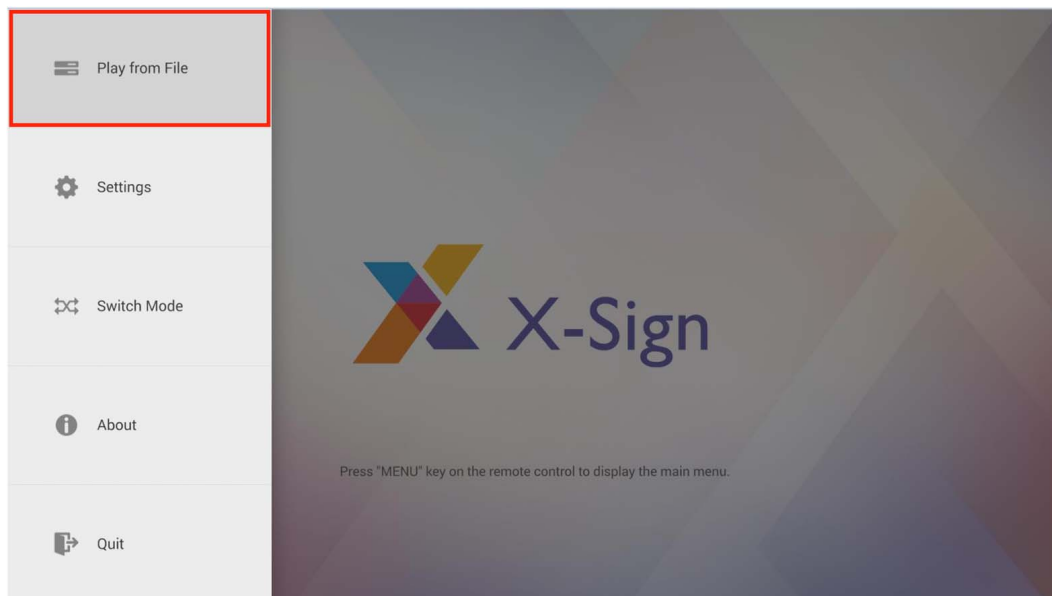 Play from File
Settings
Switch Mode
About
Quit
X-Sign
Press "MENU" key on the remote control to display the main menu.